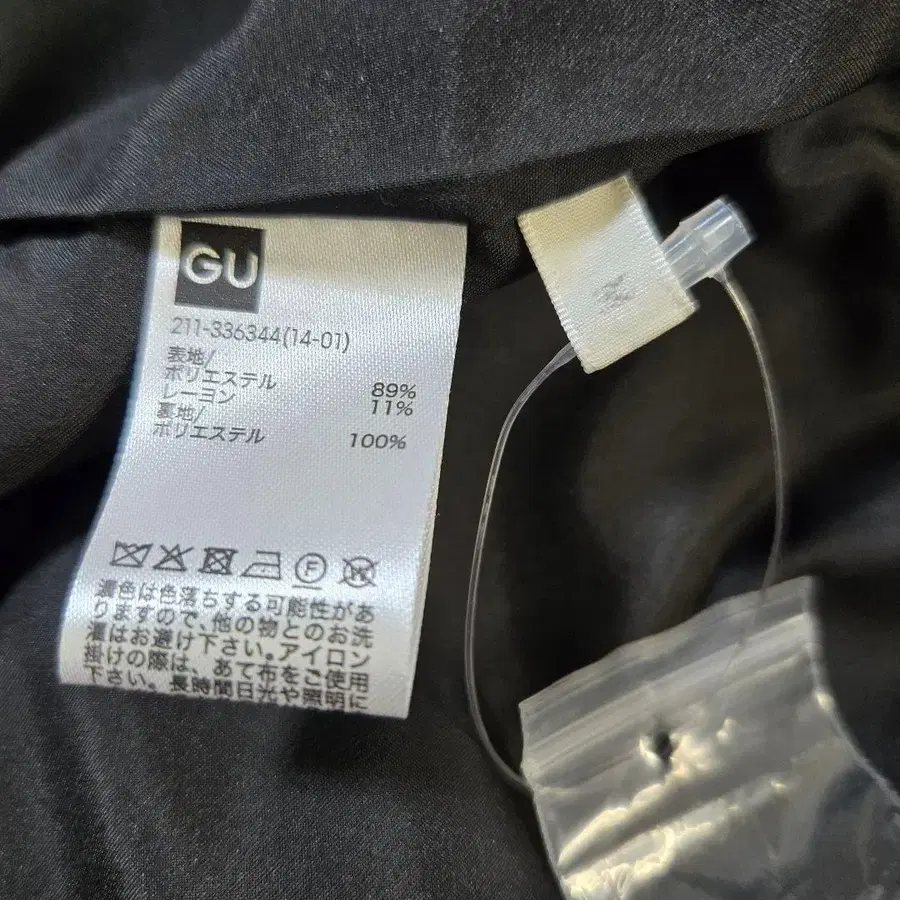 GU
211-336344(14-01)
表地/
ポリエステル 89%
レーヨン 11%
裏地/
ポリエステル 100%
F
W
濃色は色落ちする可能性があ
りますので、他の物とのお洗
濯はお避け下さい。アイロン
掛けの際は、あて布をご使用
下さい。長時間日光や照明に